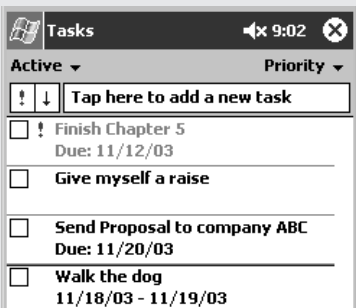 Tasks 9:02
Active Priority
! ↓ Tap here to add a new task
! Finish Chapter 5
Due: 11/12/03
Give myself a raise
Send Proposal to company ABC
Due: 11/20/03
Walk the dog
11/18/03 - 11/19/03